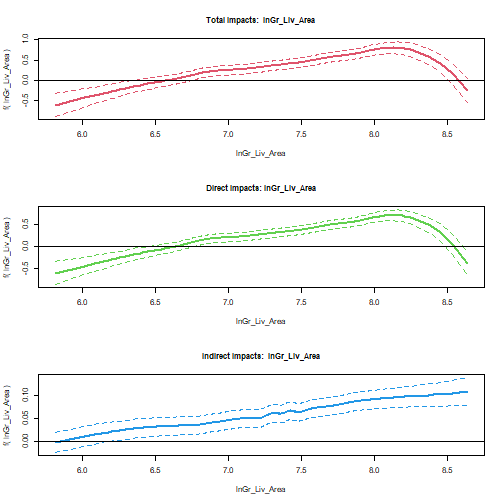 Total Impacts: lnGr_Liv_Area
f( lnGr_Liv_Area )
1.0
0.5
0.0
-0.5
6.0 6.5 7.0 7.5 8.0 8.5
lnGr_Liv_Area
Direct Impacts: lnGr_Liv_Area
f( lnGr_Liv_Area )
0.5
0.0
-0.5
6.0 6.5 7.0 7.5 8.0 8.5
lnGr_Liv_Area
Indirect Impacts: lnGr_Liv_Area
f( lnGr_Liv_Area )
0.10
0.05
0.00
6.0 6.5 7.0 7.5 8.0 8.5
lnGr_Liv_Area